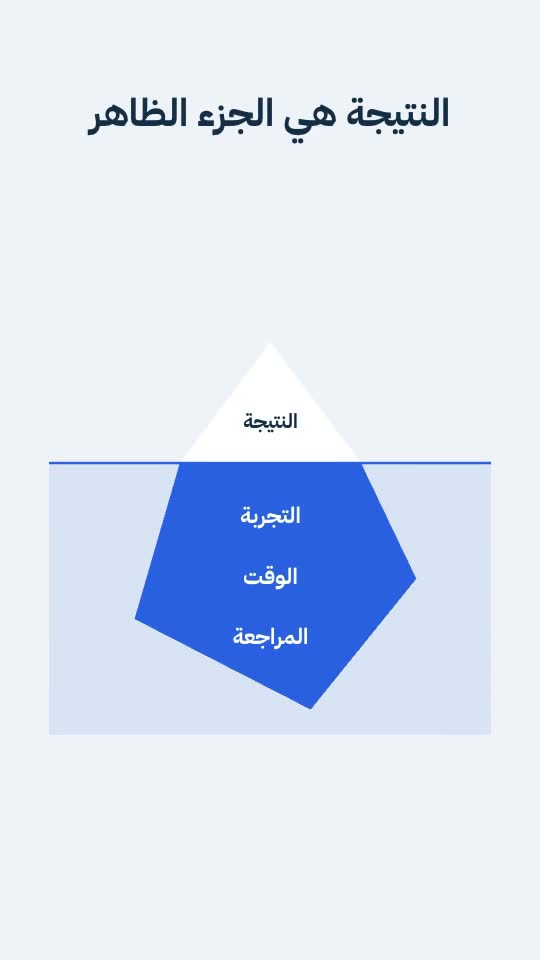 النتيجة هي الجزء الظاهر
النتيجة
التجربة
الوقت
المراجعة